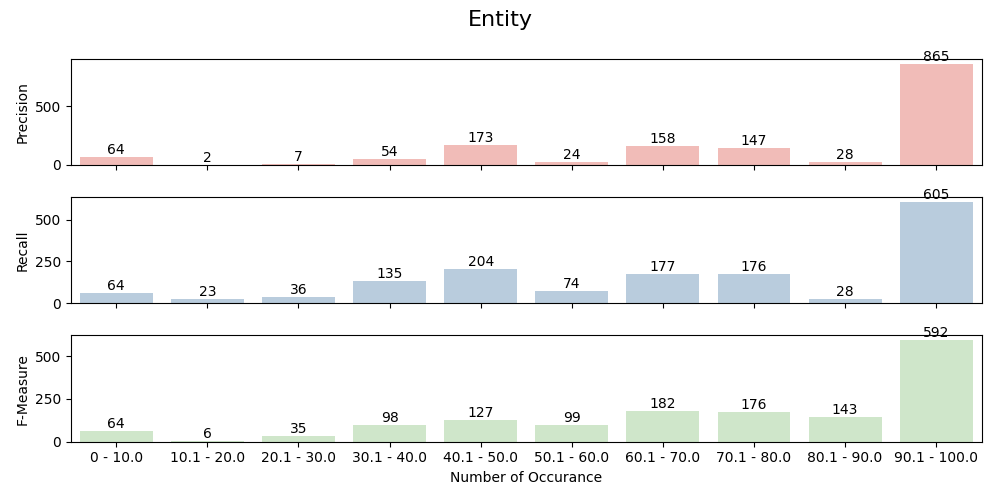 Entity
Precision
500
0
64 2 7 54 173 24 158 147 28 865
Recall
500
250
0
64 23 36 135 204 74 177 176 28 605
F-Measure
500
250
0
64 6 35 98 127 99 182 176 143 592
0 - 10.0 10.1 - 20.0 20.1 - 30.0 30.1 - 40.0 40.1 - 50.0 50.1 - 60.0 60.1 - 70.0 70.1 - 80.0 80.1 - 90.0 90.1 - 100.0
Number of Occurance